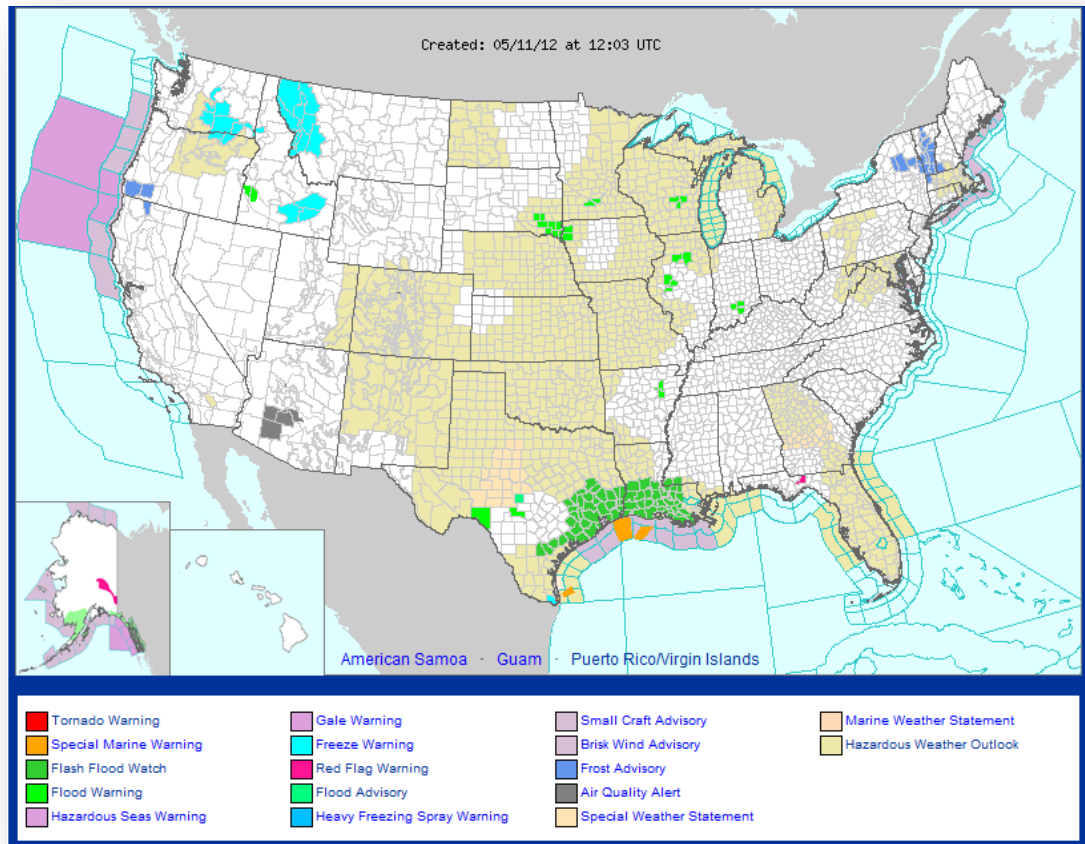 Created: 05/11/12 at 12:03 UTC
American Samoa · Guam · Puerto Rico/Virgin Islands
Tornado Warning
Special Marine Warning
Flash Flood Watch
Flood Warning
Hazardous Seas Warning
Gale Warning
Freeze Warning
Red Flag Warning
Flood Advisory
Heavy Freezing Spray Warning
Small Craft Advisory
Brisk Wind Advisory
Frost Advisory
Air Quality Alert
Special Weather Statement
Marine Weather Statement
Hazardous Weather Outlook